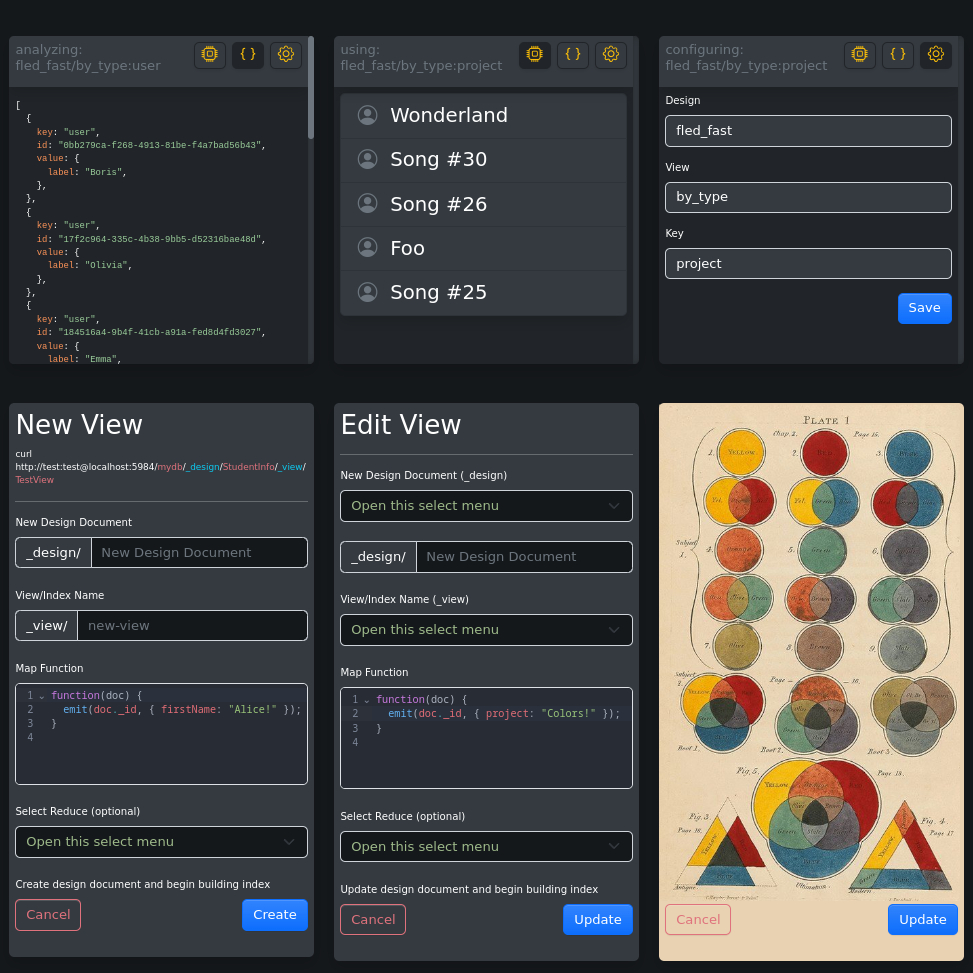 analyzing:
fled_fast/by_type:user
{ }
[
{
key: "user",
id: "0bb279ca-f268-4913-81be-f4a7bad56b43",
value: {
label: "Boris",
},
},
{
key: "user",
id: "17f2c964-335c-4b38-9bb5-d52316bae48d",
value: {
label: "Olivia",
},
},
{
key: "user",
id: "184516a4-9b4f-41cb-a91a-fed8d4fd3027",
value: {
label: "Emma",
using:
fled_fast/by_type:project
{ }
Wonderland
Song #30
Song #26
Foo
Song #25
configuring:
fled_fast/by_type:project
{ }
Design
fled_fast
View
by_type
Key
project
Save
New View
curl
http://test:test@localhost:5984/mydb/_design/StudentInfo/_view/
TestView
New Design Document
_design/ New Design Document
View/Index Name
_view/ new-view
Map Function
1 function(doc) {
2 emit(doc._id, { firstName: "Alice!" });
3 }
4
Select Reduce (optional)
Open this select menu
Create design document and begin building index
Cancel Create
Edit View
New Design Document (_design)
Open this select menu
_design/ New Design Document
View/Index Name (_view)
Open this select menu
Map Function
1 function(doc) {
2 emit(doc._id, { project: "Colors!" });
3 }
4
Select Reduce (optional)
Open this select menu
Update design document and begin building index
Cancel Update
PLATE 1
Chap. 2. Page 15.
1. Yellow 2. Red 3.
Subject
1.
4. Orange 5. Green 6.
7. 8. Brown 9.
Subject
2.
Page 16.
Root 1. Root 2. Root 3.
Fig. 5. Page 18.
Yellow
Green
Fig. 3. Fig. 4.
Page 16. Page 17
Yellow Yellow
Antique. Ultimatum. Modern
Cancel Update